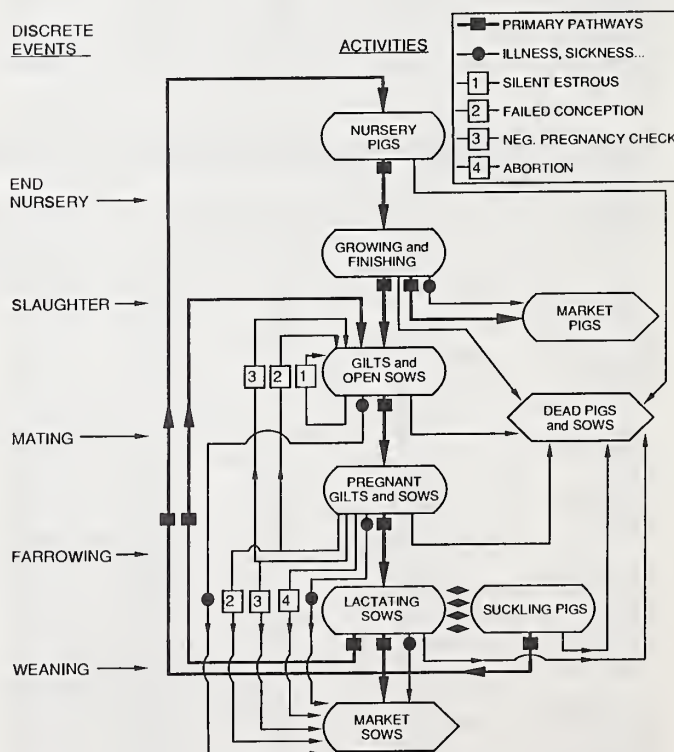 DISCRETE
EVENTS
ACTIVITIES
PRIMARY PATHWAYS
ILLNESS, SICKNESS...
1 SILENT ESTROUS
2 FAILED CONCEPTION
3 NEG. PREGNANCY CHECK
4 ABORTION
NURSERY
PIGS
END
NURSERY
GROWING and
FINISHING
SLAUGHTER
MARKET
PIGS
3 2 1
GILTS and
OPEN SOWS
DEAD PIGS
and SOWS
MATING
PREGNANT
GILTS and SOWS
FARROWING
2 3 4
LACTATING
SOWS
SUCKLING PIGS
WEANING
MARKET
SOWS